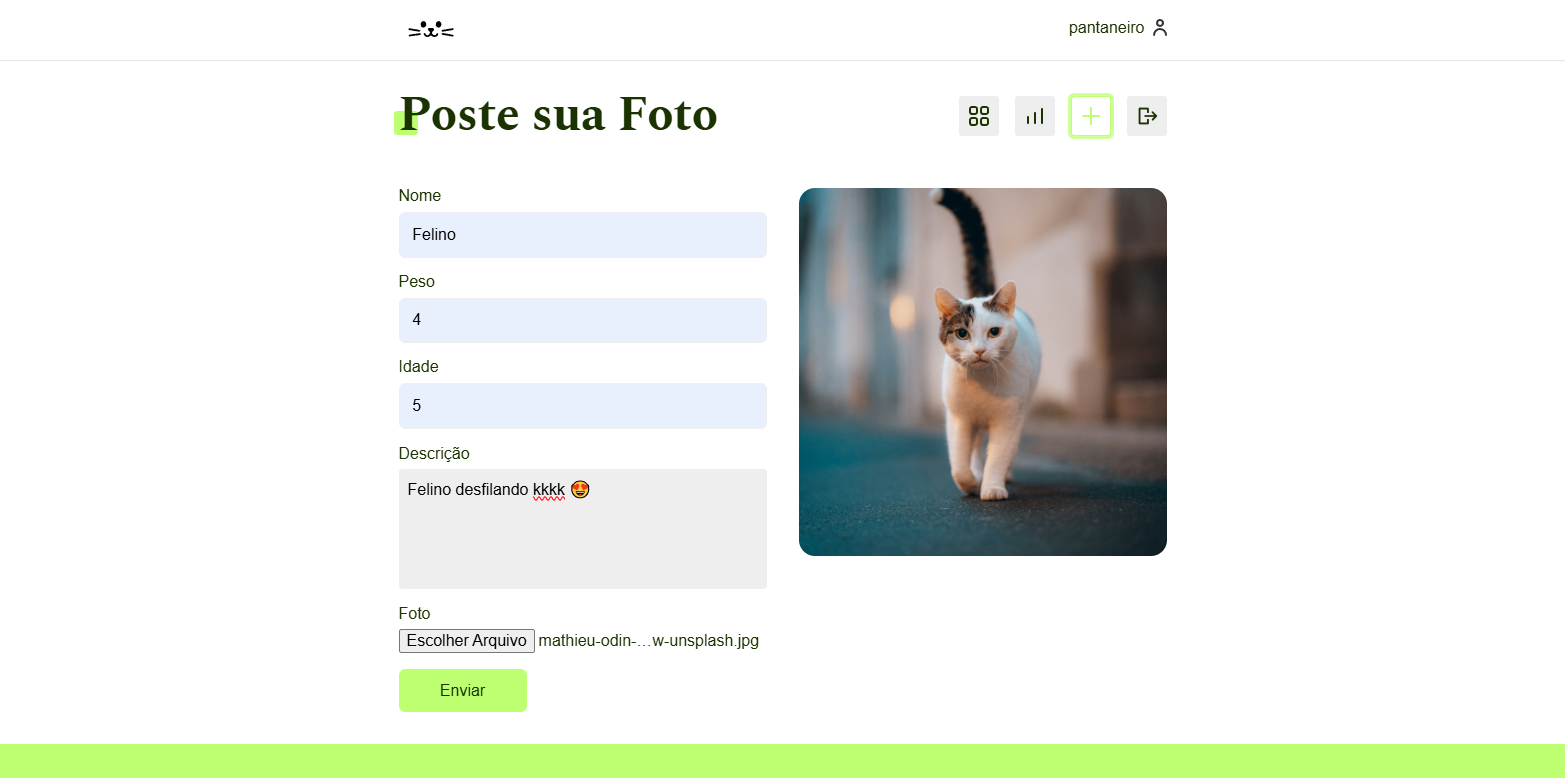 pantaneiro
Poste sua Foto
Nome
Felino
Peso
4
Idade
5
Descrição
Felino desfilando kkkk 😍
Foto
Escolher Arquivo mathieu-odin-...w-unsplash.jpg
Enviar